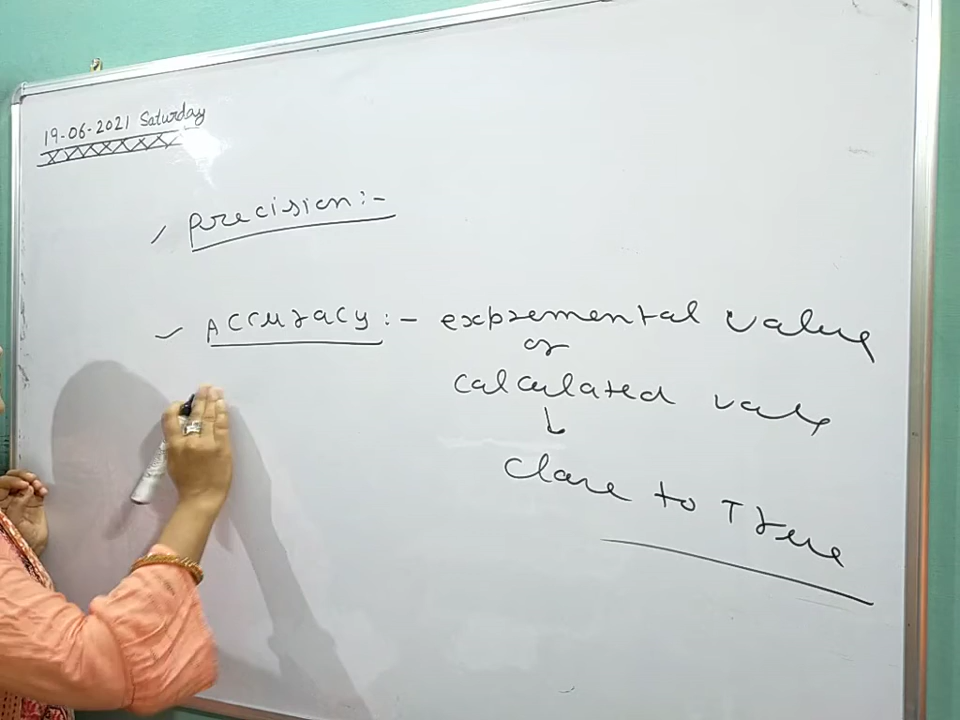 19-06-2021 Saturday
precision:-
Accuracy:- expremental value
or
calculated valu
close to True